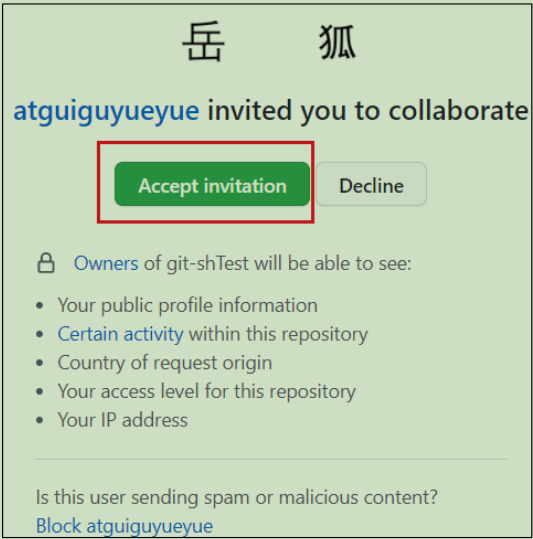 岳 狐
atguiguyueyue invited you to collaborate
Accept invitation Decline
Owners of git-shTest will be able to see:
• Your public profile information
• Certain activity within this repository
• Country of request origin
• Your access level for this repository
• Your IP address
Is this user sending spam or malicious content?
Block atguiguyueyue